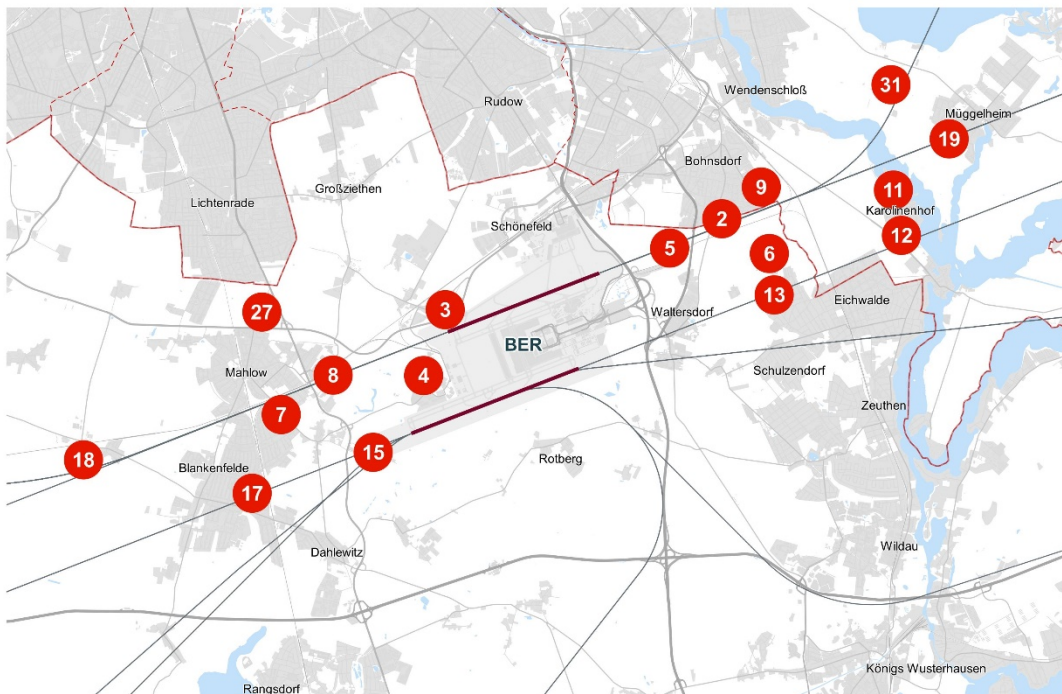 31
Wendenschloß
Rudow
Müggelheim
19
Bohnsdorf
Großziethen
9
11
Lichtenrade
Karolinenhof
2
Schönefeld
12
5
6
13
Eichwalde
27
3
Waltersdorf
BER
Mahlow
8
4
Schulzendorf
7
Zeuthen
15
18
Blankenfelde
Rotberg
17
Dahlewitz
Wildau
Königs Wusterhausen
Rangsdorf